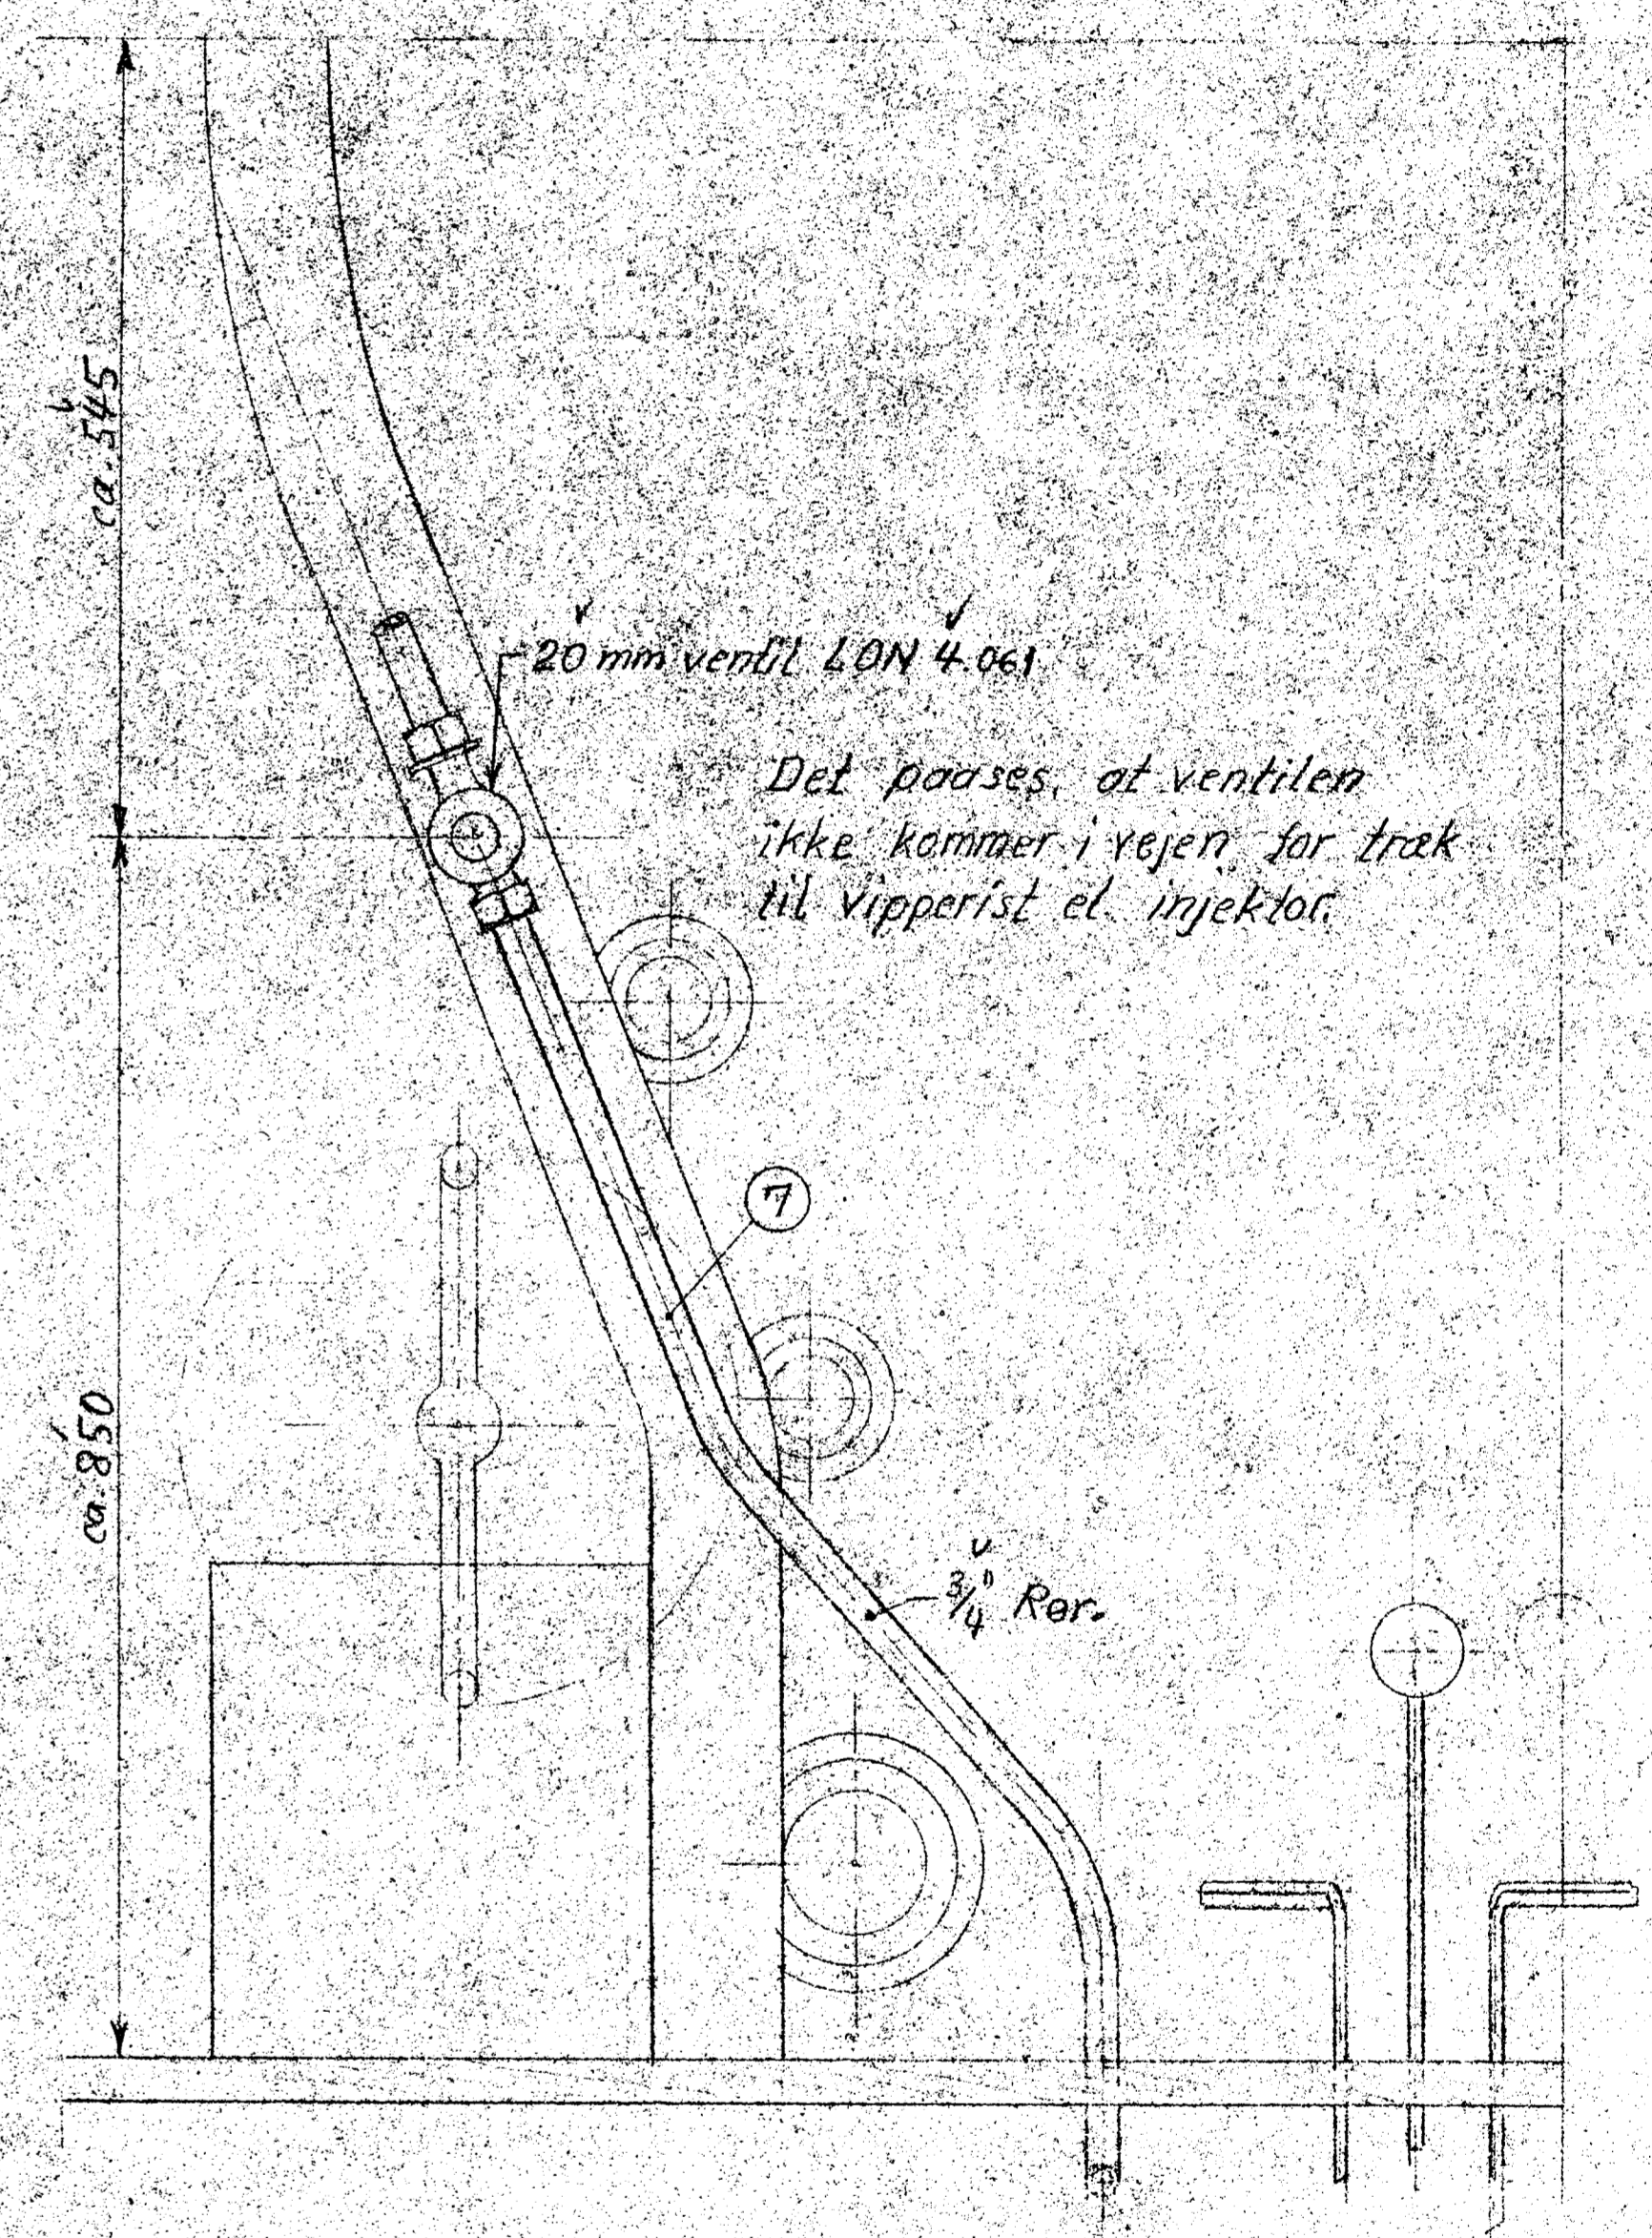 ca. 545
20 mm ventil LON 4.061
Det paases, at ventilen
ikke kommer i vejen for træk
til vipperist el. injektor.
7
ca. 850
3/4" Rør.